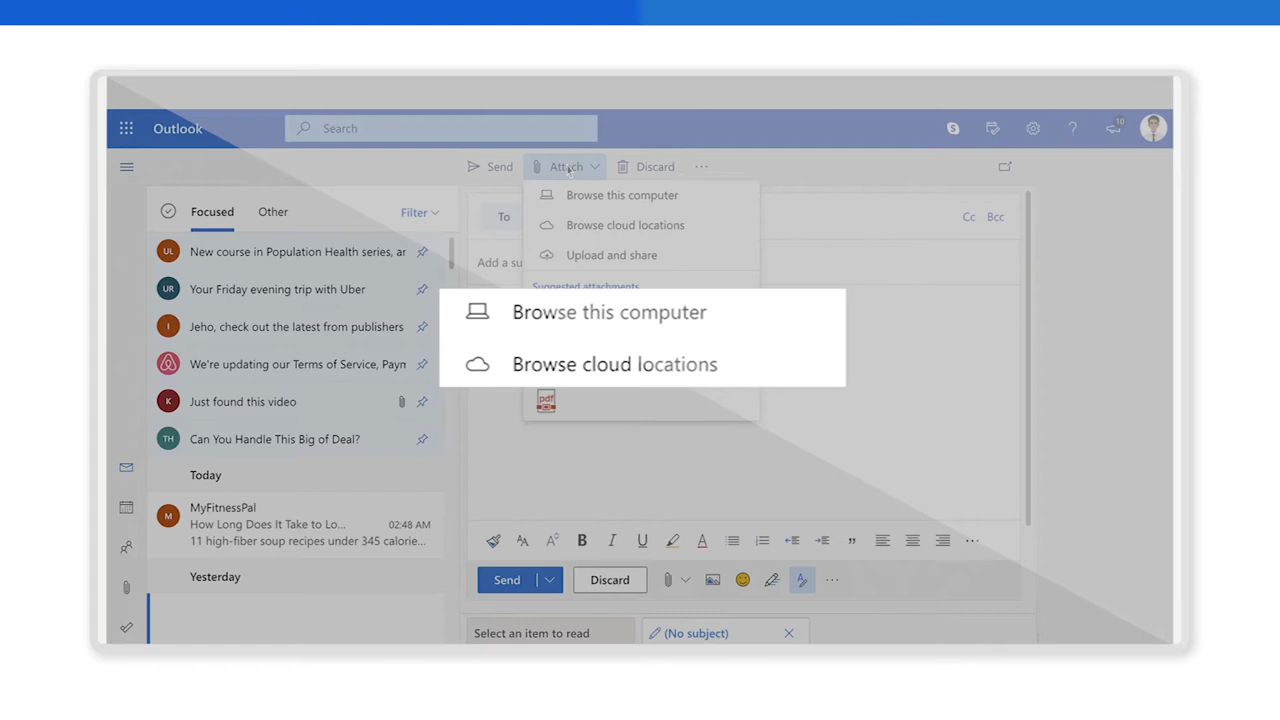 Outlook
Search
10
Send
Attach
Discard
Browse this computer
Browse cloud locations
Upload and share
Suggested attachments
Focused
Other
Filter
To
Cc
Bcc
Add a su
UL
New course in Population Health series, ar
UR
Your Friday evening trip with Uber
I
Jeho, check out the latest from publishers
We're updating our Terms of Service, Paym
K
Just found this video
TH
Can You Handle This Big of Deal?
Browse this computer
Browse cloud locations
pdf
Today
M
MyFitnessPal
How Long Does It Take to Lo...
02:48 AM
11 high-fiber soup recipes under 345 calorie...
Yesterday
B
I
U
A
Send
Discard
Select an item to read
(No subject)